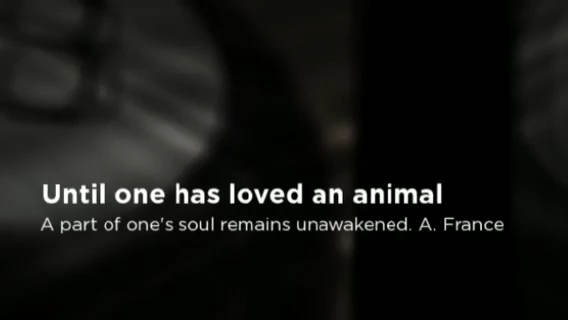 Until one has loved an animal
A part of one's soul remains unawakened. A. France